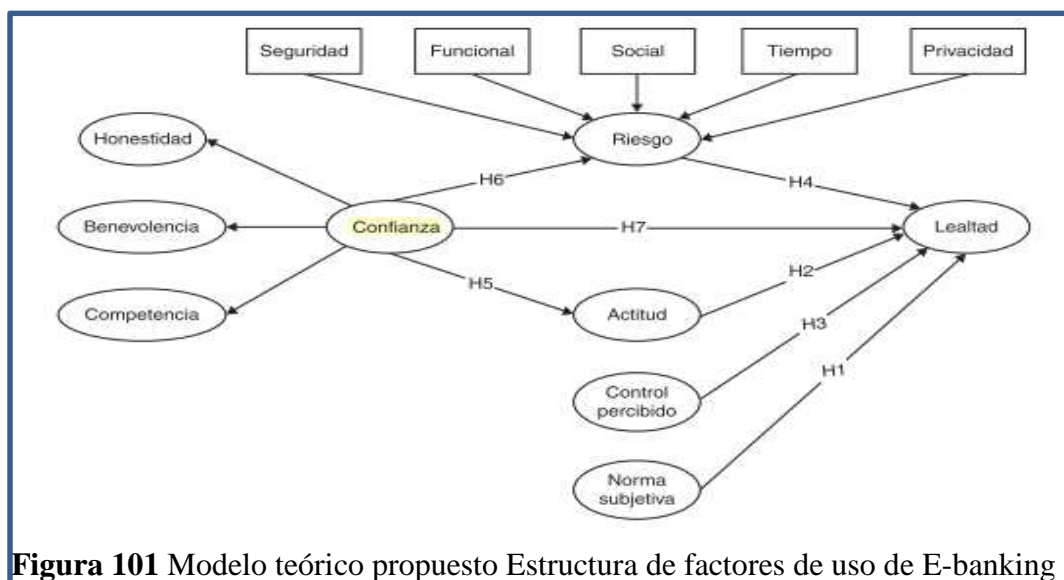 Seguridad
Funcional
Social
Tiempo
Privacidad
Honestidad
Riesgo
H6
H4
Benevolencia
Confianza
H7
Lealtad
H5
H2
Competencia
Actitud
H3
H1
Control
percibido
Norma
subjetiva
Figura 101 Modelo teórico propuesto Estructura de factores de uso de E-banking